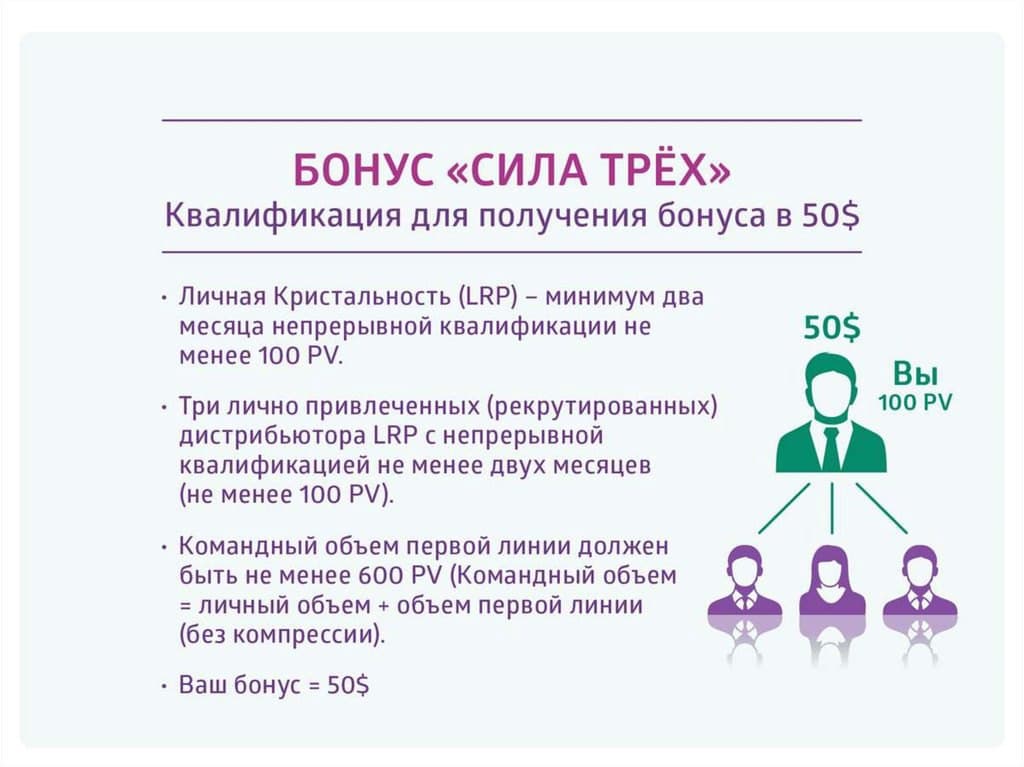 БОНУС «СИЛА ТРЁХ»
Квалификация для получения бонуса в 50$
• Личная Кристальность (LRP) – минимум два
месяца непрерывной квалификации не
менее 100 PV.
• Три лично привлеченных (рекрутированных)
дистрибьютора LRP с непрерывной
квалификацией не менее двух месяцев
(не менее 100 PV).
• Командный объем первой линии должен
быть не менее 600 PV (Командный объем
= личный объем + объем первой линии
(без компрессии).
• Ваш бонус = 50$
50$
Вы
100 PV